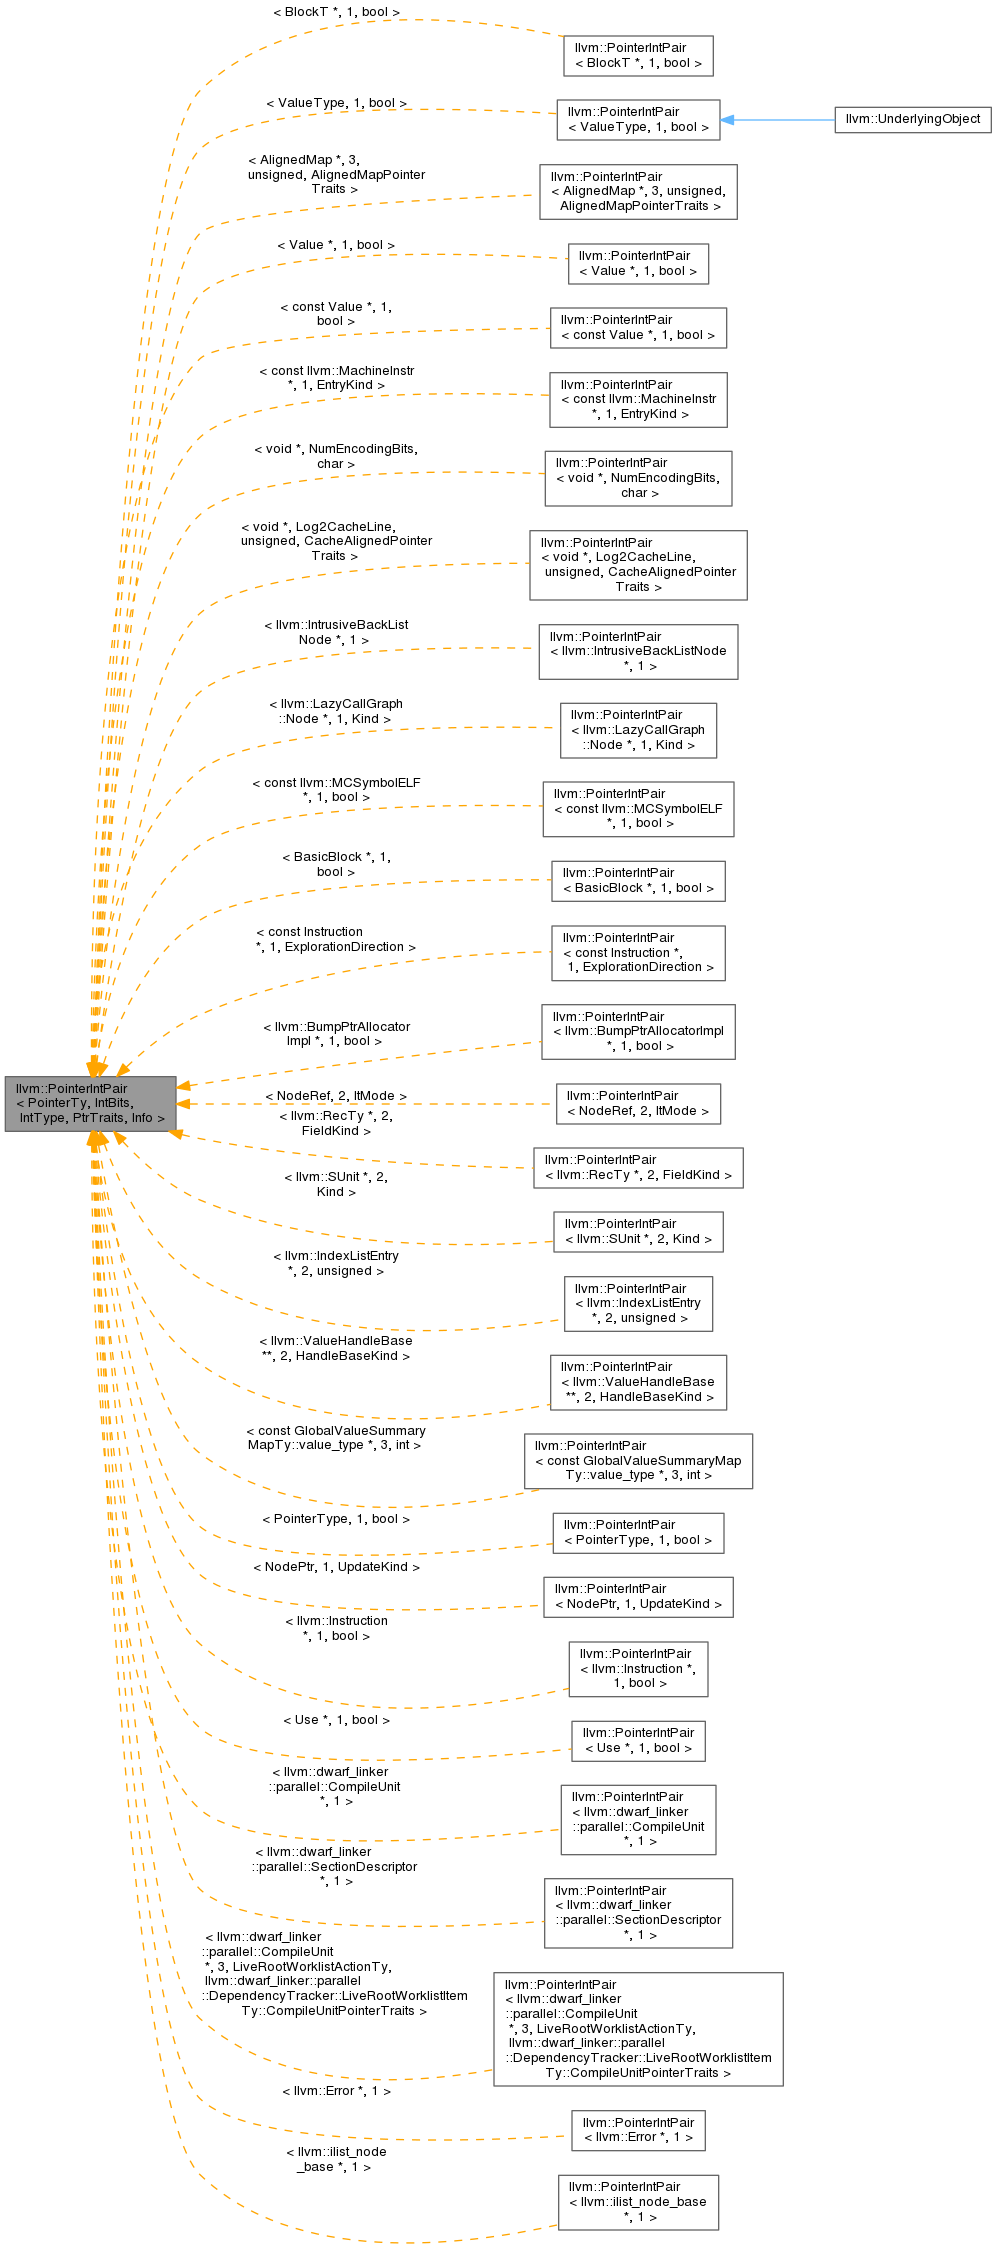 < BlockT *, 1, bool >
llvm::PointerIntPair
< BlockT *, 1, bool >
< ValueType, 1, bool >
llvm::PointerIntPair
< ValueType, 1, bool >
llvm::UnderlyingObject
< AlignedMap *, 3,
unsigned, AlignedMapPointer
Traits >
llvm::PointerIntPair
< AlignedMap *, 3, unsigned,
AlignedMapPointerTraits >
< Value *, 1, bool >
llvm::PointerIntPair
< Value *, 1, bool >
< const Value *, 1,
bool >
llvm::PointerIntPair
< const Value *, 1, bool >
< const llvm::MachineInstr
*, 1, EntryKind >
llvm::PointerIntPair
< const llvm::MachineInstr
*, 1, EntryKind >
< void *, NumEncodingBits,
char >
llvm::PointerIntPair
< void *, NumEncodingBits,
char >
< void *, Log2CacheLine,
unsigned, CacheAlignedPointer
Traits >
llvm::PointerIntPair
< void *, Log2CacheLine,
unsigned, CacheAlignedPointer
Traits >
< llvm::IntrusiveBackList
Node *, 1 >
llvm::PointerIntPair
< llvm::IntrusiveBackListNode
*, 1 >
< llvm::LazyCallGraph
::Node *, 1, Kind >
llvm::PointerIntPair
< llvm::LazyCallGraph
::Node *, 1, Kind >
< const llvm::MCSymbolELF
*, 1, bool >
llvm::PointerIntPair
< const llvm::MCSymbolELF
*, 1, bool >
< BasicBlock *, 1,
bool >
llvm::PointerIntPair
< BasicBlock *, 1, bool >
< const Instruction
*, 1, ExplorationDirection >
llvm::PointerIntPair
< const Instruction *,
1, ExplorationDirection >
< llvm::BumpPtrAllocator
Impl *, 1, bool >
llvm::PointerIntPair
< llvm::BumpPtrAllocatorImpl
*, 1, bool >
llvm::PointerIntPair
< PointerTy, IntBits,
IntType, PtrTraits, Info >
< NodeRef, 2, ItMode >
llvm::PointerIntPair
< NodeRef, 2, ItMode >
< llvm::RecTy *, 2,
FieldKind >
llvm::PointerIntPair
< llvm::RecTy *, 2, FieldKind >
< llvm::SUnit *, 2,
Kind >
llvm::PointerIntPair
< llvm::SUnit *, 2, Kind >
< llvm::IndexListEntry
*, 2, unsigned >
llvm::PointerIntPair
< llvm::IndexListEntry
*, 2, unsigned >
< llvm::ValueHandleBase
**, 2, HandleBaseKind >
llvm::PointerIntPair
< llvm::ValueHandleBase
**, 2, HandleBaseKind >
< const GlobalValueSummary
MapTy::value_type *, 3, int >
llvm::PointerIntPair
< const GlobalValueSummaryMap
Ty::value_type *, 3, int >
< PointerType, 1, bool >
llvm::PointerIntPair
< PointerType, 1, bool >
< NodePtr, 1, UpdateKind >
llvm::PointerIntPair
< NodePtr, 1, UpdateKind >
< llvm::Instruction
*, 1, bool >
llvm::PointerIntPair
< llvm::Instruction *,
1, bool >
< Use *, 1, bool >
llvm::PointerIntPair
< Use *, 1, bool >
< llvm::dwarf_linker
::parallel::CompileUnit
*, 1 >
llvm::PointerIntPair
< llvm::dwarf_linker
::parallel::CompileUnit
*, 1 >
< llvm::dwarf_linker
::parallel::SectionDescriptor
*, 1 >
llvm::PointerIntPair
< llvm::dwarf_linker
::parallel::SectionDescriptor
*, 1 >
< llvm::dwarf_linker
::parallel::CompileUnit
*, 3, LiveRootWorklistActionTy,
llvm::dwarf_linker::parallel
::DependencyTracker::LiveRootWorklistItem
Ty::CompileUnitPointerTraits >
llvm::PointerIntPair
< llvm::dwarf_linker
::parallel::CompileUnit
*, 3, LiveRootWorklistActionTy,
llvm::dwarf_linker::parallel
::DependencyTracker::LiveRootWorklistItem
Ty::CompileUnitPointerTraits >
< llvm::Error *, 1 >
llvm::PointerIntPair
< llvm::Error *, 1 >
< llvm::ilist_node
_base *, 1 >
llvm::PointerIntPair
< llvm::ilist_node_base
*, 1 >